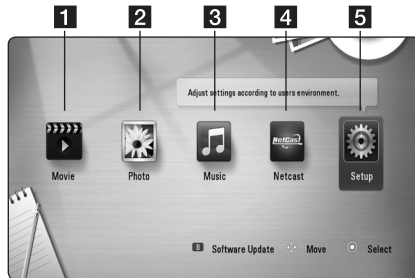 1 2 3 4 5
Adjust settings according to users environment.
NetCast
Movie Photo Music Netcast Setup
B Software Update Move Select